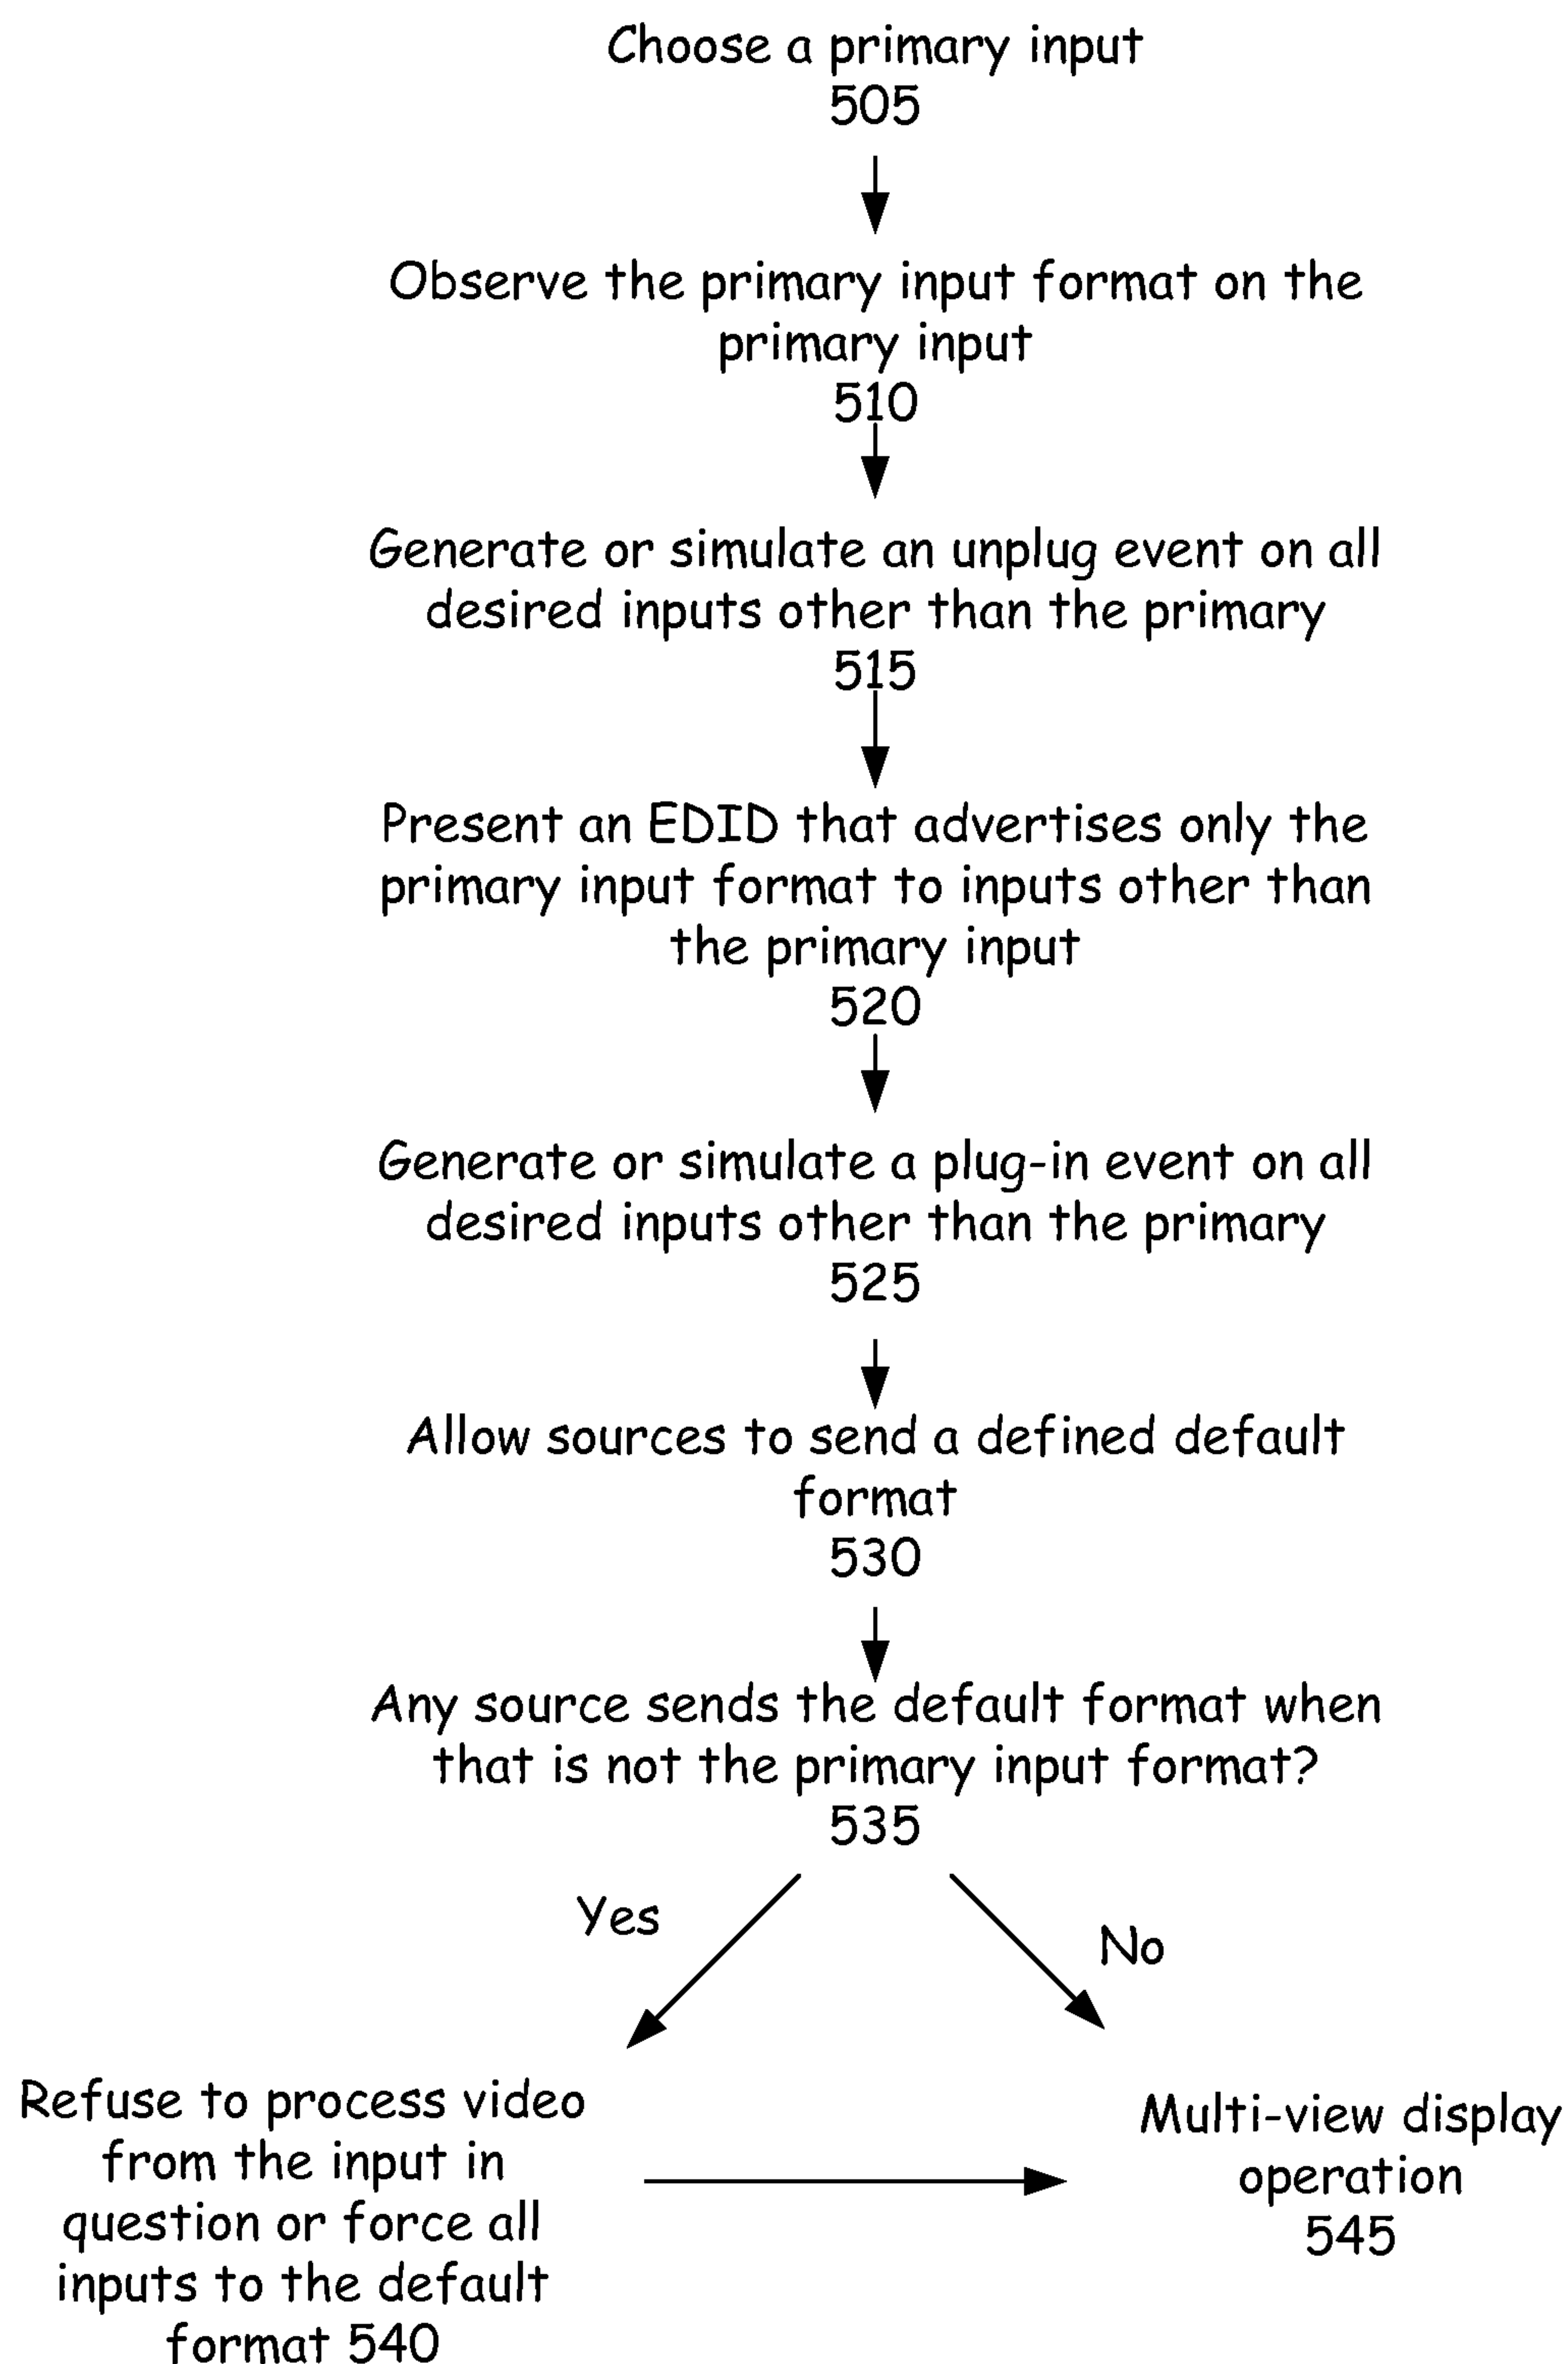 Choose a primary input
505
Observe the primary input format on the
primary input
510
Generate or simulate an unplug event on all
desired inputs other than the primary
515
Present an EDID that advertises only the
primary input format to inputs other than
the primary input
520
Generate or simulate a plug-in event on all
desired inputs other than the primary
525
Allow sources to send a defined default
format
530
Any source sends the default format when
that is not the primary input format?
535
Yes
No
Refuse to process video
from the input in
question or force all
inputs to the default
format 540
Multi-view display
operation
545